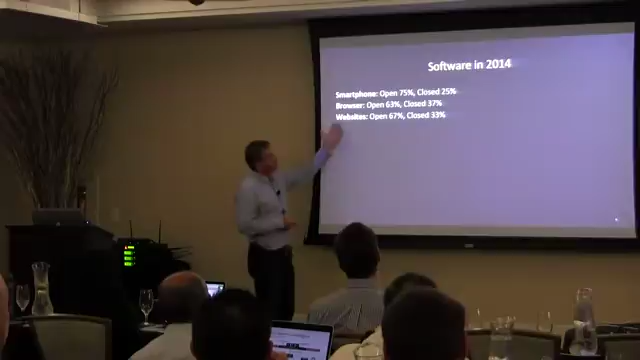 Software in 2014
Smartphone: Open 75%, Closed 25%
Browser: Open 63%, Closed 37%
Websites: Open 67%, Closed 33%